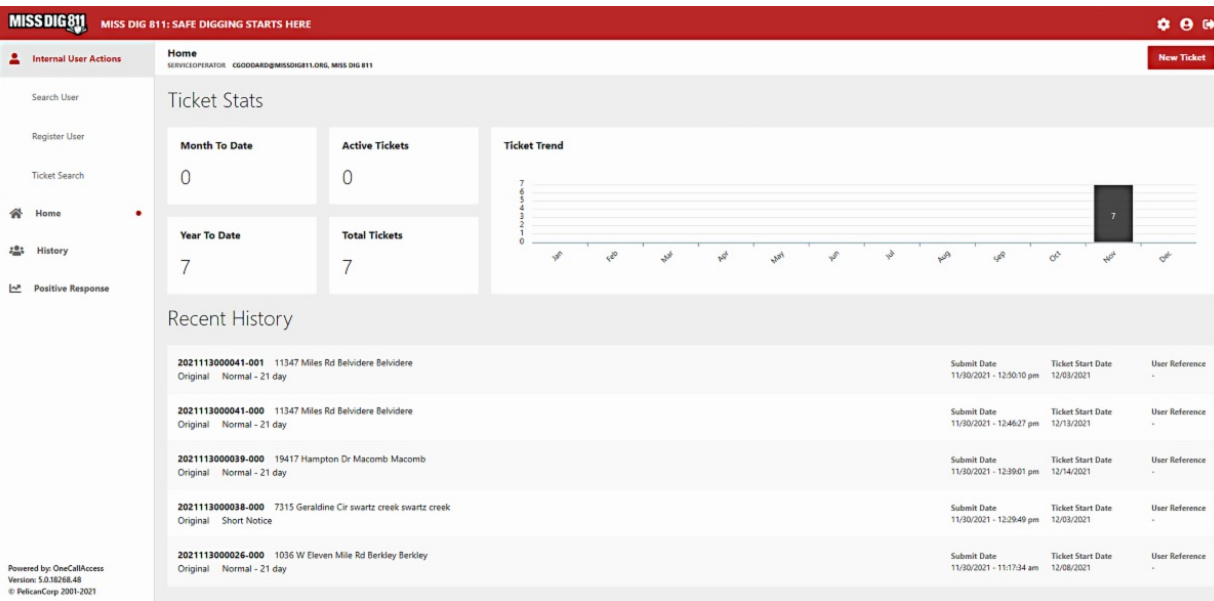 MISS DIG 811 MISS DIG 811: SAFE DIGGING STARTS HERE
Internal User Actions
Search User
Register User
Ticket Search
Home
History
Positive Response
Powered by: OneCallAccess
Version: 5.0.18268.48
© PelicanCorp 2001-2021
Home
SERVICEOPERATOR CGODDARD@MISSDIG811.ORG, MISS DIG 811
New Ticket
Ticket Stats
Month To Date
0
Active Tickets
0
Year To Date
7
Total Tickets
7
Ticket Trend
7
6
5
4
3
2
1
0
7
Jan Feb Mar Apr May Jun Jul Aug Sep Oct Nov Dec
Recent History
2021113000041-001 11347 Miles Rd Belvidere Belvidere
Original Normal - 21 day
Submit Date Ticket Start Date User Reference
11/30/2021 - 12:50:10 pm 12/03/2021 -
2021113000041-000 11347 Miles Rd Belvidere Belvidere
Original Normal - 21 day
Submit Date Ticket Start Date User Reference
11/30/2021 - 12:46:27 pm 12/13/2021 -
2021113000039-000 19417 Hampton Dr Macomb Macomb
Original Normal - 21 day
Submit Date Ticket Start Date User Reference
11/30/2021 - 12:39:01 pm 12/14/2021 -
2021113000038-000 7315 Geraldine Cir swartz creek swartz creek
Original Short Notice
Submit Date Ticket Start Date User Reference
11/30/2021 - 12:29:49 pm 12/03/2021 -
2021113000026-000 1036 W Eleven Mile Rd Berkley Berkley
Original Normal - 21 day
Submit Date Ticket Start Date User Reference
11/30/2021 - 11:17:34 am 12/08/2021 -